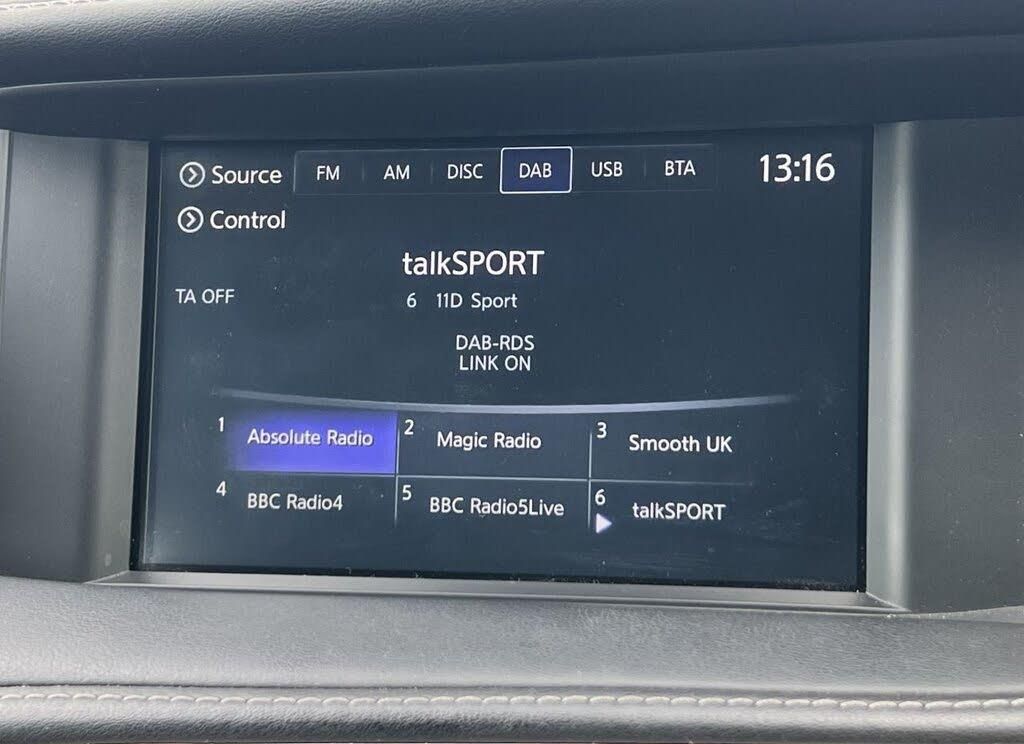 Source FM AM DISC DAB USB BTA 13:16
Control
talkSPORT
TA OFF 6 11D Sport
DAB-RDS
LINK ON
1 Absolute Radio 2 Magic Radio 3 Smooth UK
4 BBC Radio4 5 BBC Radio5Live 6 talkSPORT